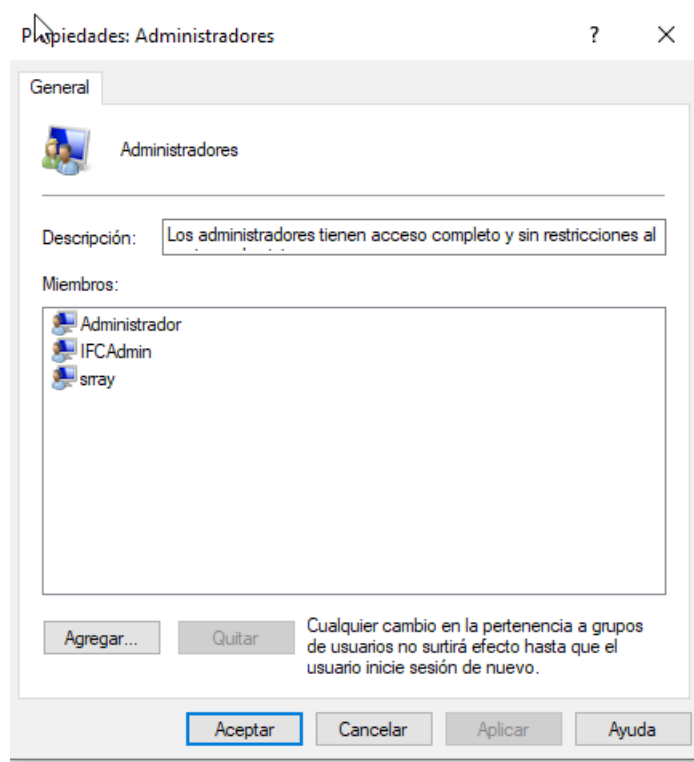 Propiedades: Administradores
?
General
Administradores
Descripción:
Los administradores tienen acceso completo y sin restricciones al
Miembros:
Administrador
IFCAdmin
srray
Agregar...
Quitar
Cualquier cambio en la pertenencia a grupos
de usuarios no surtirá efecto hasta que el
usuario inicie sesión de nuevo.
Aceptar
Cancelar
Aplicar
Ayuda